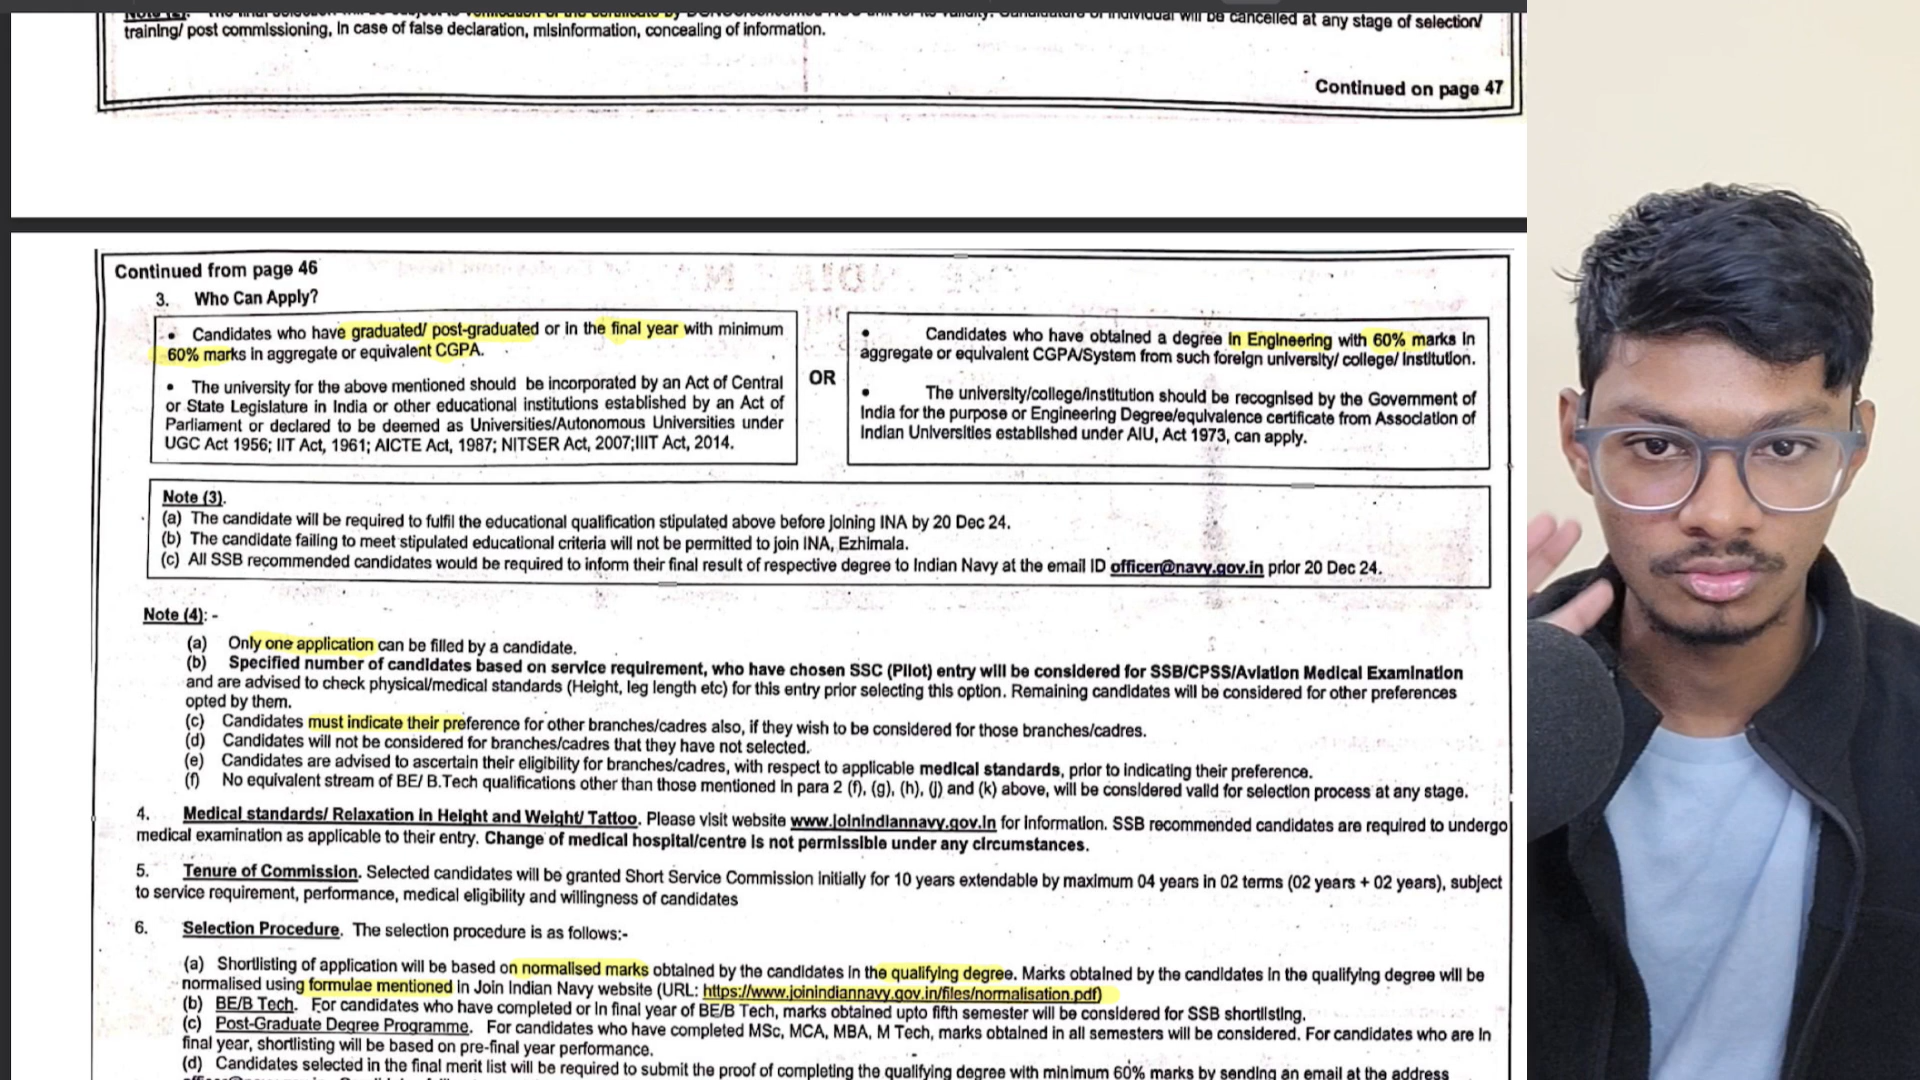 will be cancelled at any stage of selection/
training/ post commissioning, in case of false declaration, misinformation, concealing of information.
Continued on page 47
Continued from page 46
3. Who Can Apply?
• Candidates who have graduated/ post-graduated or in the final year with minimum
60% marks in aggregate or equivalent CGPA.
• The university for the above mentioned should be incorporated by an Act of Central
or State Legislature in India or other educational institutions established by an Act of
Parliament or declared to be deemed as Universities/Autonomous Universities under
UGC Act 1956; IIT Act, 1961; AICTE Act, 1987; NITSER Act, 2007;IIIT Act, 2014.
OR
• Candidates who have obtained a degree in Engineering with 60% marks in
aggregate or equivalent CGPA/System from such foreign university/ college/ institution.
• The university/college/institution should be recognised by the Government of
India for the purpose or Engineering Degree/equivalence certificate from Association of
Indian Universities established under AIU, Act 1973, can apply.
Note (3).
(a) The candidate will be required to fulfil the educational qualification stipulated above before joining INA by 20 Dec 24.
(b) The candidate failing to meet stipulated educational criteria will not be permitted to join INA, Ezhimala.
(c) All SSB recommended candidates would be required to inform their final result of respective degree to Indian Navy at the email ID officer@navy.gov.in prior 20 Dec 24.
Note (4): -
(a) Only one application can be filled by a candidate.
(b) Specified number of candidates based on service requirement, who have chosen SSC (Pilot) entry will be considered for SSB/CPSS/Aviation Medical Examination
and are advised to check physical/medical standards (Height, leg length etc) for this entry prior selecting this option. Remaining candidates will be considered for other preferences
opted by them.
(c) Candidates must indicate their preference for other branches/cadres also, if they wish to be considered for those branches/cadres.
(d) Candidates will not be considered for branches/cadres that they have not selected.
(e) Candidates are advised to ascertain their eligibility for branches/cadres, with respect to applicable medical standards, prior to indicating their preference.
(f) No equivalent stream of BE/ B.Tech qualifications other than those mentioned in para 2 (f), (g), (h), (j) and (k) above, will be considered valid for selection process at any stage.
4. Medical standards/ Relaxation in Height and Weight/ Tattoo. Please visit website www.joinindiannavy.gov.in for information. SSB recommended candidates are required to undergo
medical examination as applicable to their entry. Change of medical hospital/centre is not permissible under any circumstances.
5. Tenure of Commission. Selected candidates will be granted Short Service Commission initially for 10 years extendable by maximum 04 years in 02 terms (02 years + 02 years), subject
to service requirement, performance, medical eligibility and willingness of candidates
6. Selection Procedure. The selection procedure is as follows:-
(a) Shortlisting of application will be based on normalised marks obtained by the candidates in the qualifying degree. Marks obtained by the candidates in the qualifying degree will be
normalised using formulae mentioned in Join Indian Navy website (URL: https://www.joinindiannavy.gov.in/files/normalisation.pdf)
(b) BE/B Tech. For candidates who have completed or in final year of BE/B Tech, marks obtained upto fifth semester will be considered for SSB shortlisting.
(c) Post-Graduate Degree Programme. For candidates who have completed MSc, MCA, MBA, M Tech, marks obtained in all semesters will be considered. For candidates who are in
final year, shortlisting will be based on pre-final year performance.
(d) Candidates selected in the final merit list will be required to submit the proof of completing the qualifying degree with minimum 60% marks by sending an email at the address